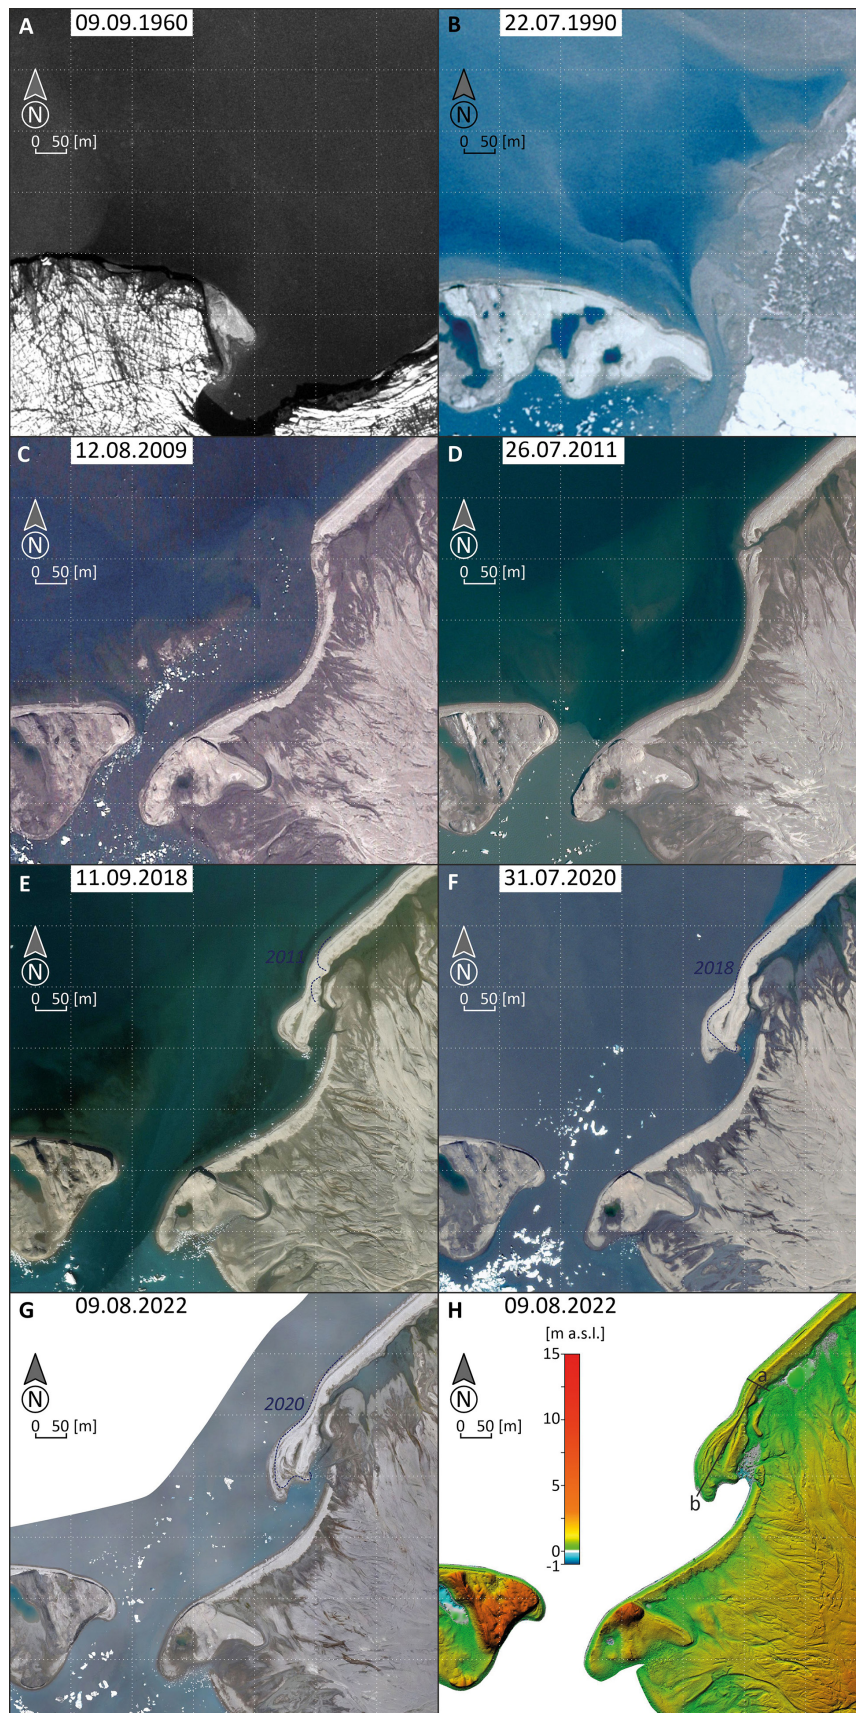 A
09.09.1960
N
0 50 [m]
B
22.07.1990
N
0 50 [m]
C
12.08.2009
N
0 50 [m]
D
26.07.2011
N
0 50 [m]
E
11.09.2018
N
0 50 [m]
2011
F
31.07.2020
N
0 50 [m]
2018
G
09.08.2022
N
0 50 [m]
2020
H
09.08.2022
N
0 50 [m]
[m a.s.l.]
15
10
5
0
-1
a
b